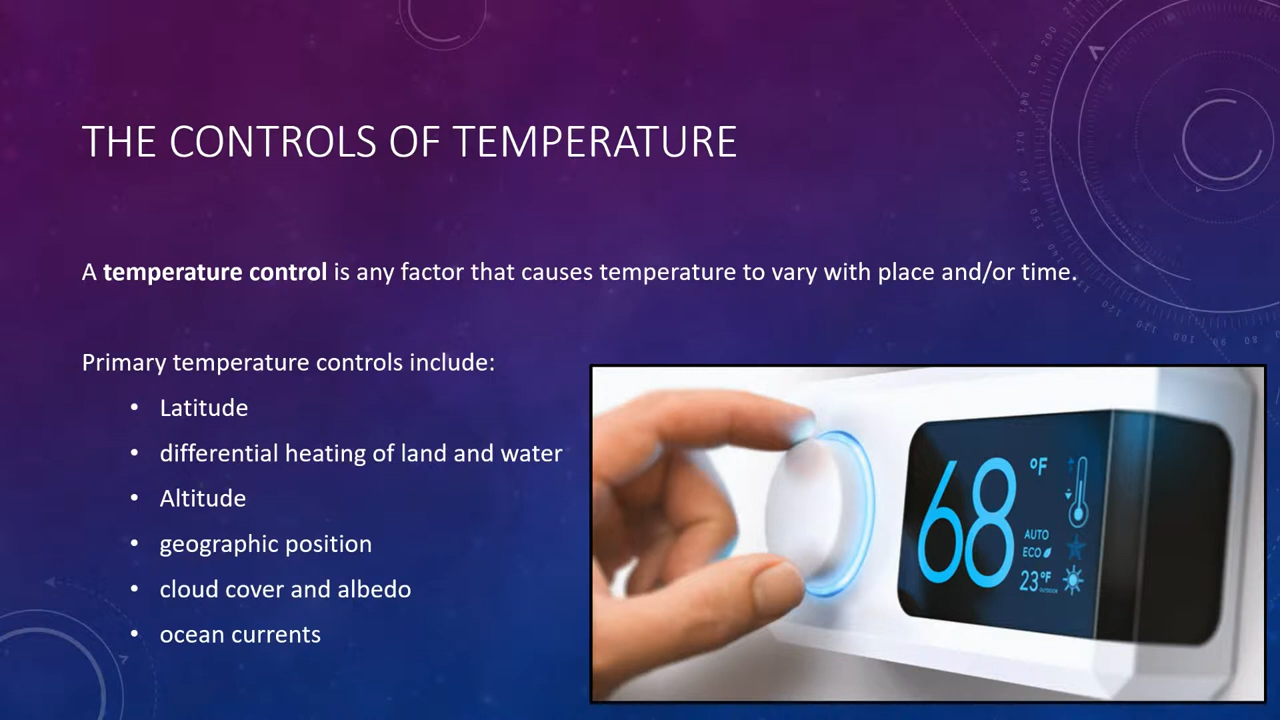 THE CONTROLS OF TEMPERATURE
A temperature control is any factor that causes temperature to vary with place and/or time.
Primary temperature controls include:
• Latitude
• differential heating of land and water
• Altitude
• geographic position
• cloud cover and albedo
• ocean currents
68 °F
AUTO
ECO
23°F